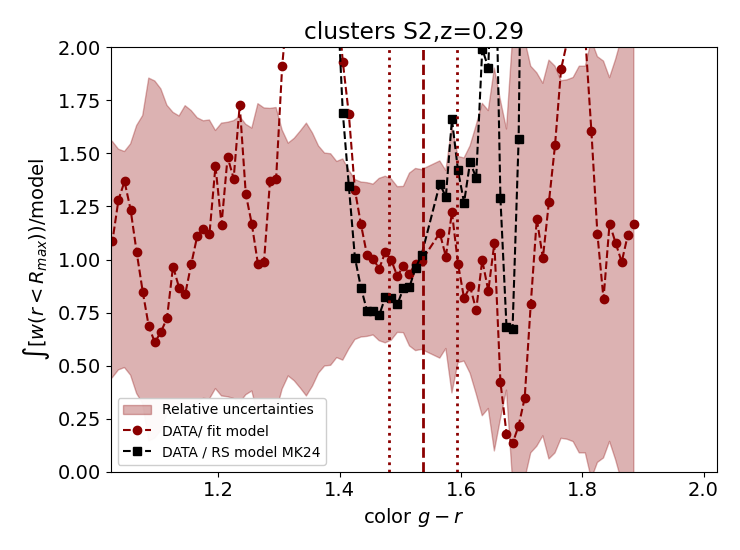 clusters S2,z=0.29
∫[w(r < R_{max}))/model
2.00
1.75
1.50
1.25
1.00
0.75
0.50
0.25
0.00
Relative uncertainties
DATA/ fit model
DATA / RS model MK24
1.2 1.4 1.6 1.8 2.0
color g − r